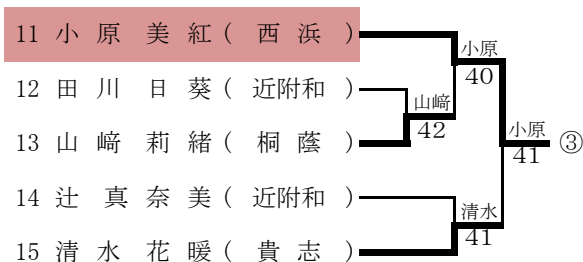 11 小 原 美 紅 ( 西 浜 )
小原
40
12 田 川 日 葵 ( 近附和 )
山﨑
42
13 山 﨑 莉 緒 ( 桐 蔭 )
小原
41
③
14 辻 真 奈 美 ( 近附和 )
清水
41
15 清 水 花 暖 ( 貴 志 )